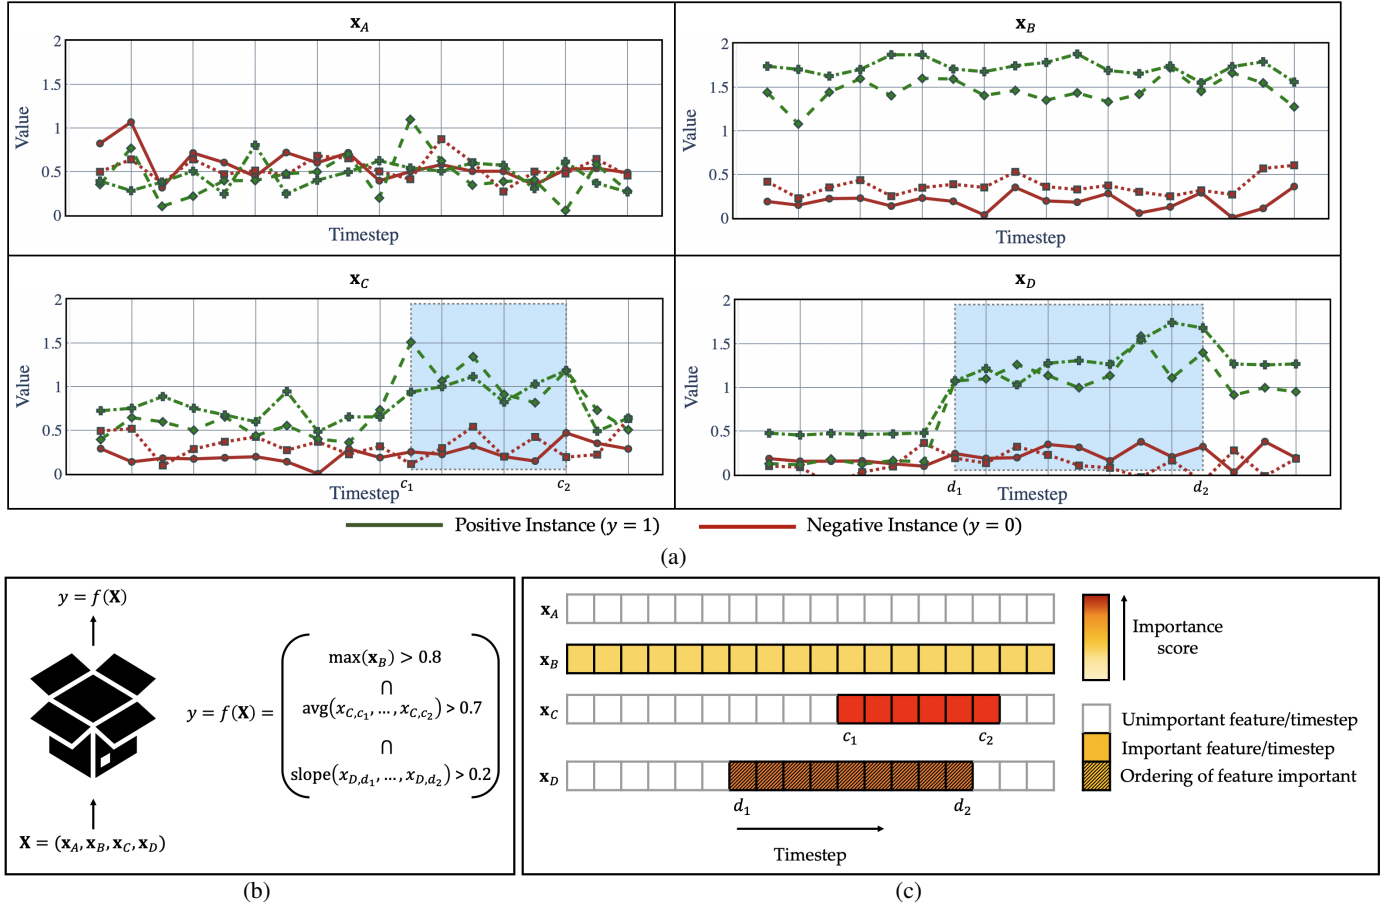 x_A
2
1.5
1
0.5
0
Value
Timestep
x_B
2
1.5
1
0.5
0
Value
Timestep
x_C
2
1.5
1
0.5
0
Value
Timestep
c_1
c_2
x_D
2
1.5
1
0.5
0
Value
d_1
Timestep
d_2
Positive Instance (y = 1)
Negative Instance (y = 0)
(a)
y = f(X)
X = (x_A, x_B, x_C, x_D)
y = f(X) =
max(x_B) > 0.8
∩
avg(x_{C,c_1}, …, x_{C,c_2}) > 0.7
∩
slope(x_{D,d_1}, …, x_{D,d_2}) > 0.2
(b)
x_A
x_B
x_C
c_1
c_2
x_D
d_1
d_2
Timestep
Importance
score
Unimportant feature/timestep
Important feature/timestep
Ordering of feature important
(c)